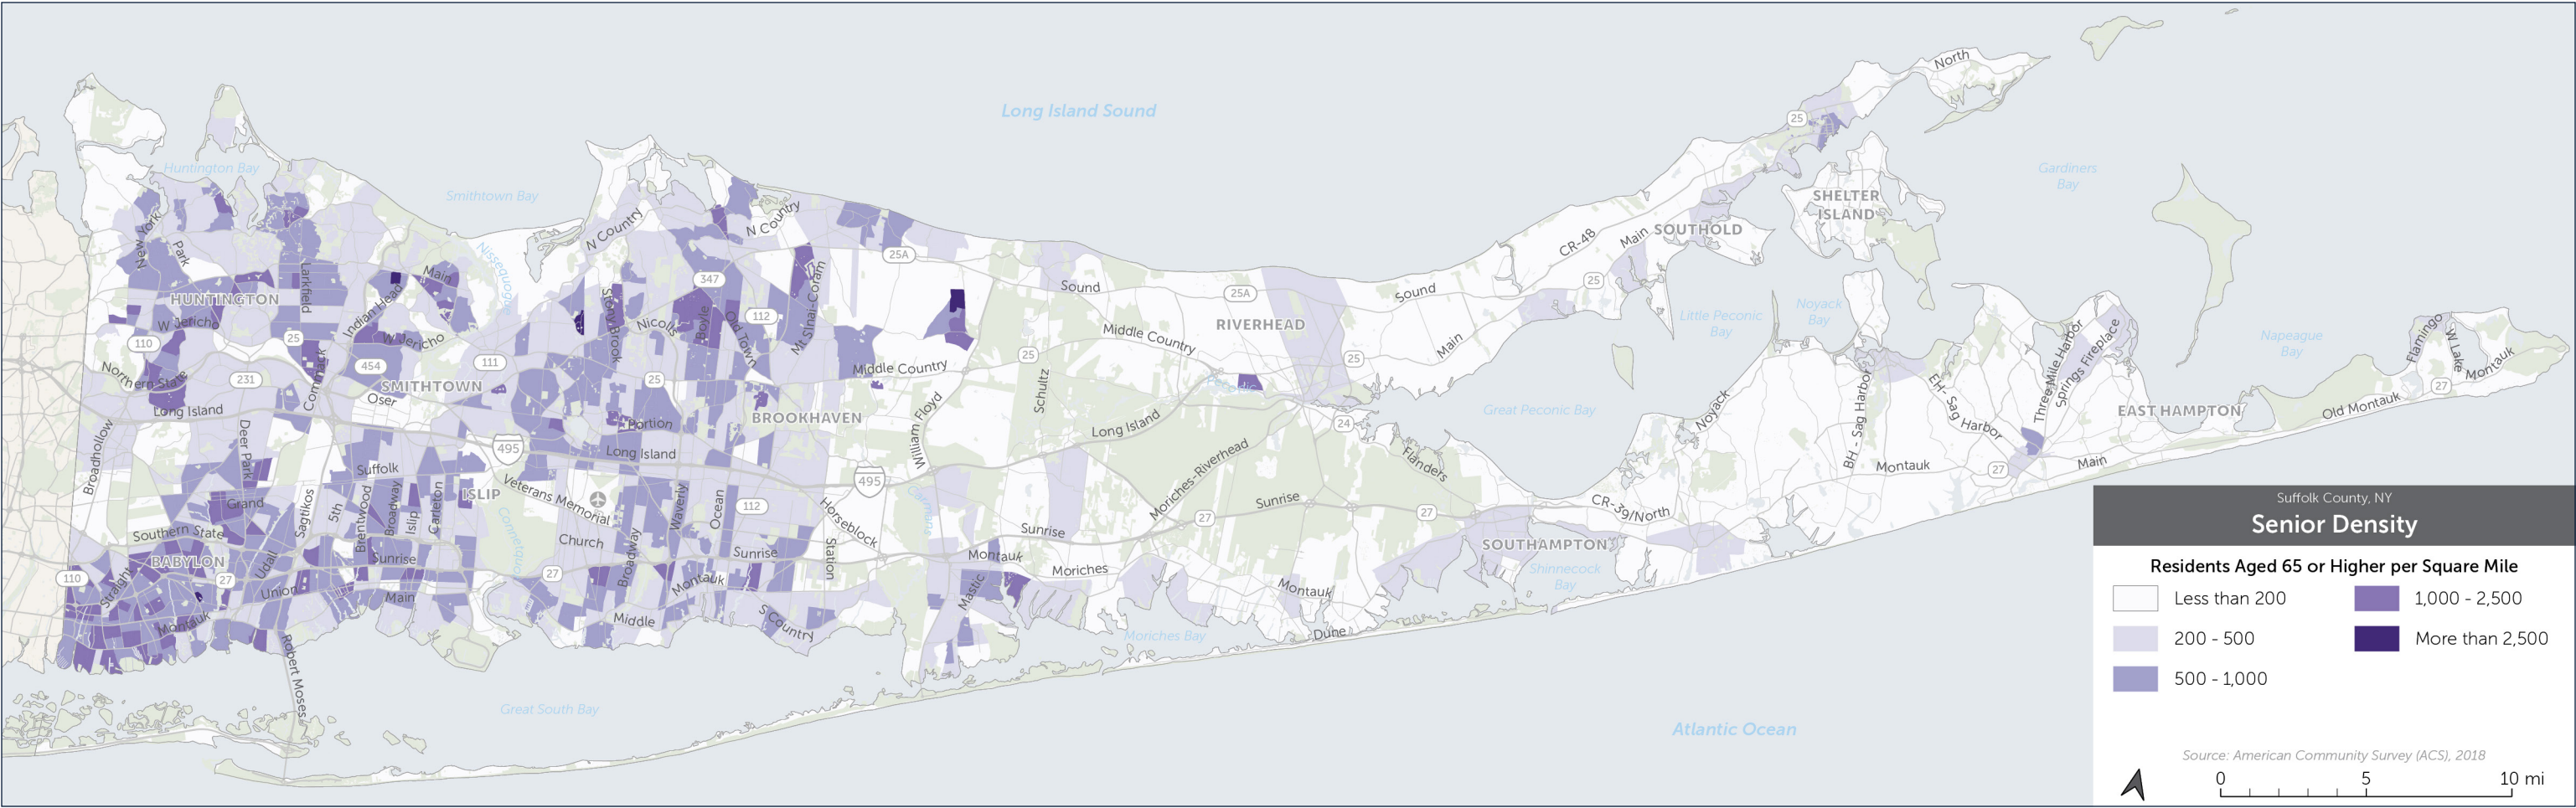 North
Long Island Sound
25
Huntington Bay
Smithtown Bay
Gardiners
Bay
SHELTER
ISLAND
New York
Park
N Country
N Country
25A
CR-48
Main
SOUTHOLD
Nissequogue
Main
Larkfield
HUNTINGTON
Indian Head
Stony Brook
347
Mt Sinai-Coram
Sound
25A
Sound
25
Little Peconic
Bay
Noyack
Bay
W Jericho
W Jericho
Nicolls
Boyle
Old Town
112
RIVERHEAD
Middle Country
Main
Three Mile Harbor
Springs Fireplace
Napeague
Bay
Flamingo
W Lake
Montauk
110
25
454
111
25
Middle Country
25
25
Peconic
Northern State
231
Commack
SMITHTOWN
Oser
Long Island
Schultz
William Floyd
BROOKHAVEN
Portion
Long Island
24
Great Peconic Bay
Noyack
BH - Sag Harbor
EH- Sag Harbor
EAST HAMPTON
Old Montauk
27
Broadhollow
Deer Park
495
Long Island
Suffolk
Moriches-Riverhead
Flanders
Montauk
27
Main
Grand
Sagtikos
5th
Brentwood
Broadway
Islip
Carleton
ISLIP
Veterans Memorial
Waverly
Ocean
112
495
Horseblock
Carmans
Sunrise
27
27
CR-39/North
Southern State
BABYLON
Udall
Sunrise
Connetquot
Church
Broadway
Sunrise
Station
Sunrise
Montauk
Moriches
SOUTHAMPTON
Shinnecock
Bay
110
Straight
27
Union
Main
27
Montauk
Mastic
Montauk
Montauk
Middle
S Country
Moriches Bay
Dune
Robert Moses
Great South Bay
Atlantic Ocean
Suffolk County, NY
Senior Density
Residents Aged 65 or Higher per Square Mile
Less than 200
200 - 500
500 - 1,000
1,000 - 2,500
More than 2,500
Source: American Community Survey (ACS), 2018
0 5 10 mi